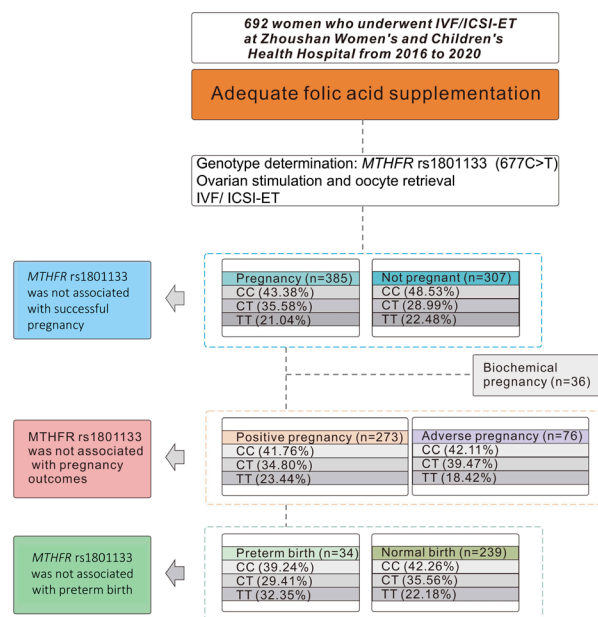 692 women who underwent IVF/ICSI-ET
at Zhoushan Women's and Children's
Health Hospital from 2016 to 2020
Adequate folic acid supplementation
Genotype determination: MTHFR rs1801133 (677C>T)
Ovarian stimulation and oocyte retrieval
IVF/ ICSI-ET
MTHFR rs1801133
was not associated
with successful
pregnancy
Pregnancy (n=385)
CC (43.38%)
CT (35.58%)
TT (21.04%)
Not pregnant (n=307)
CC (48.53%)
CT (28.99%)
TT (22.48%)
Biochemical
pregnancy (n=36)
MTHFR rs1801133
was not associated
with pregnancy
outcomes
Positive pregnancy (n=273)
CC (41.76%)
CT (34.80%)
TT (23.44%)
Adverse pregnancy (n=76)
CC (42.11%)
CT (39.47%)
TT (18.42%)
MTHFR rs1801133
was not associated
with preterm birth
Preterm birth (n=34)
CC (39.24%)
CT (29.41%)
TT (32.35%)
Normal birth (n=239)
CC (42.26%)
CT (35.56%)
TT (22.18%)